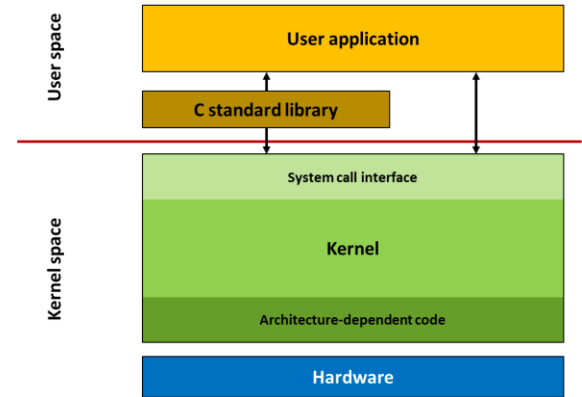 User space
User application
C standard library
Kernel space
System call interface
Kernel
Architecture-dependent code
Hardware